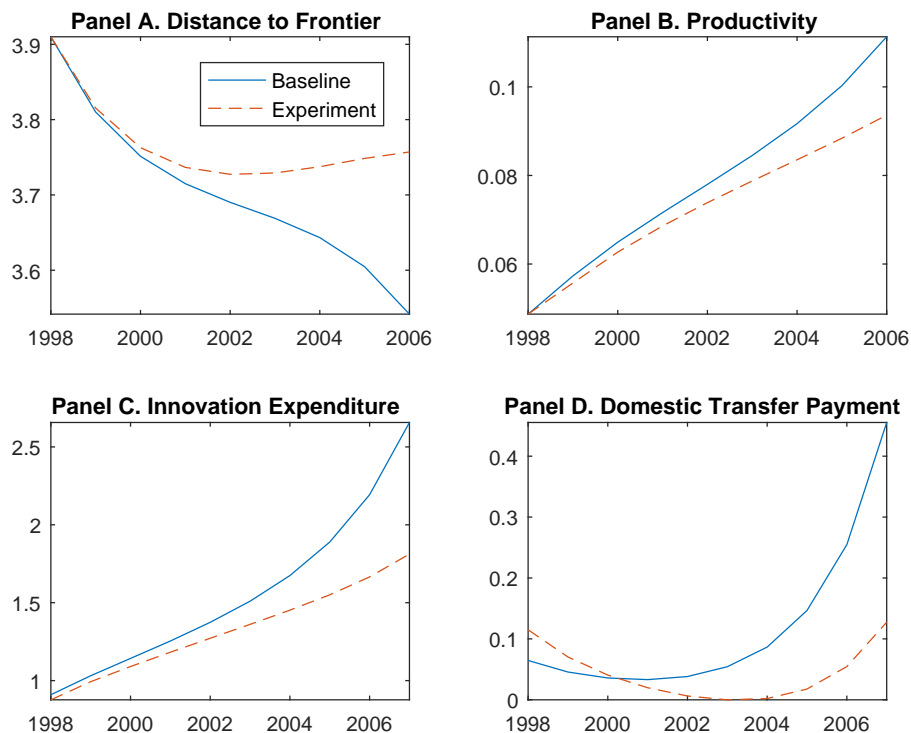 Panel A. Distance to Frontier
3.9
3.8
3.7
3.6
1998 2000 2002 2004 2006
Baseline
Experiment
Panel B. Productivity
0.1
0.08
0.06
1998 2000 2002 2004 2006
Panel C. Innovation Expenditure
2.5
2
1.5
1
1998 2000 2002 2004 2006
Panel D. Domestic Transfer Payment
0.4
0.3
0.2
0.1
0
1998 2000 2002 2004 2006